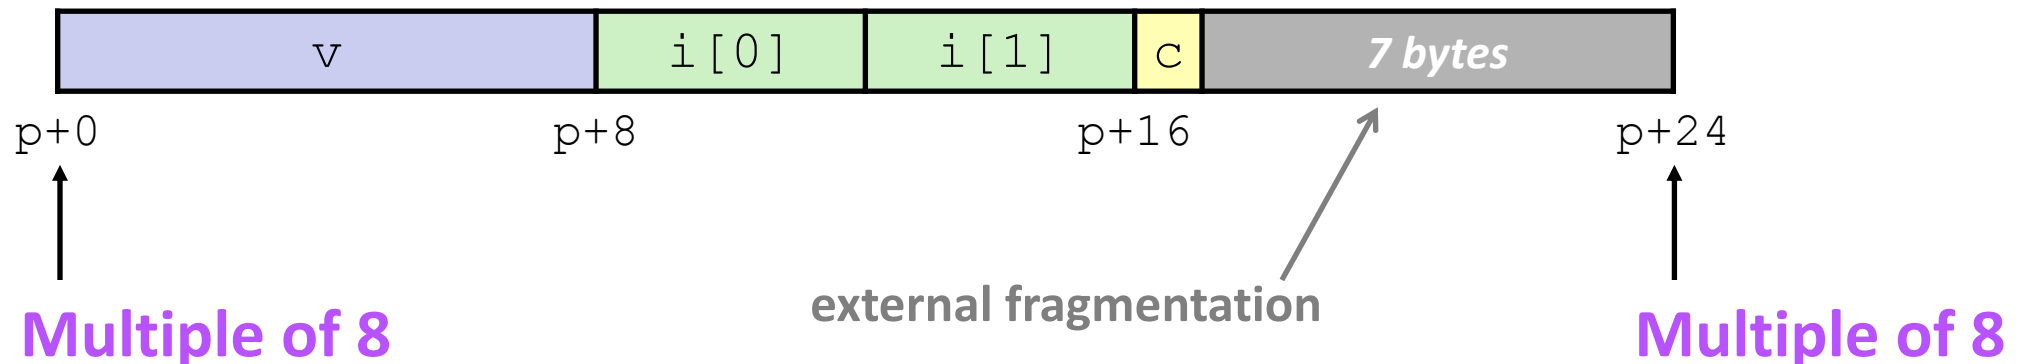 v i[0] i[1] c 7 bytes
p+0 p+8 p+16 p+24
external fragmentation
Multiple of 8 Multiple of 8